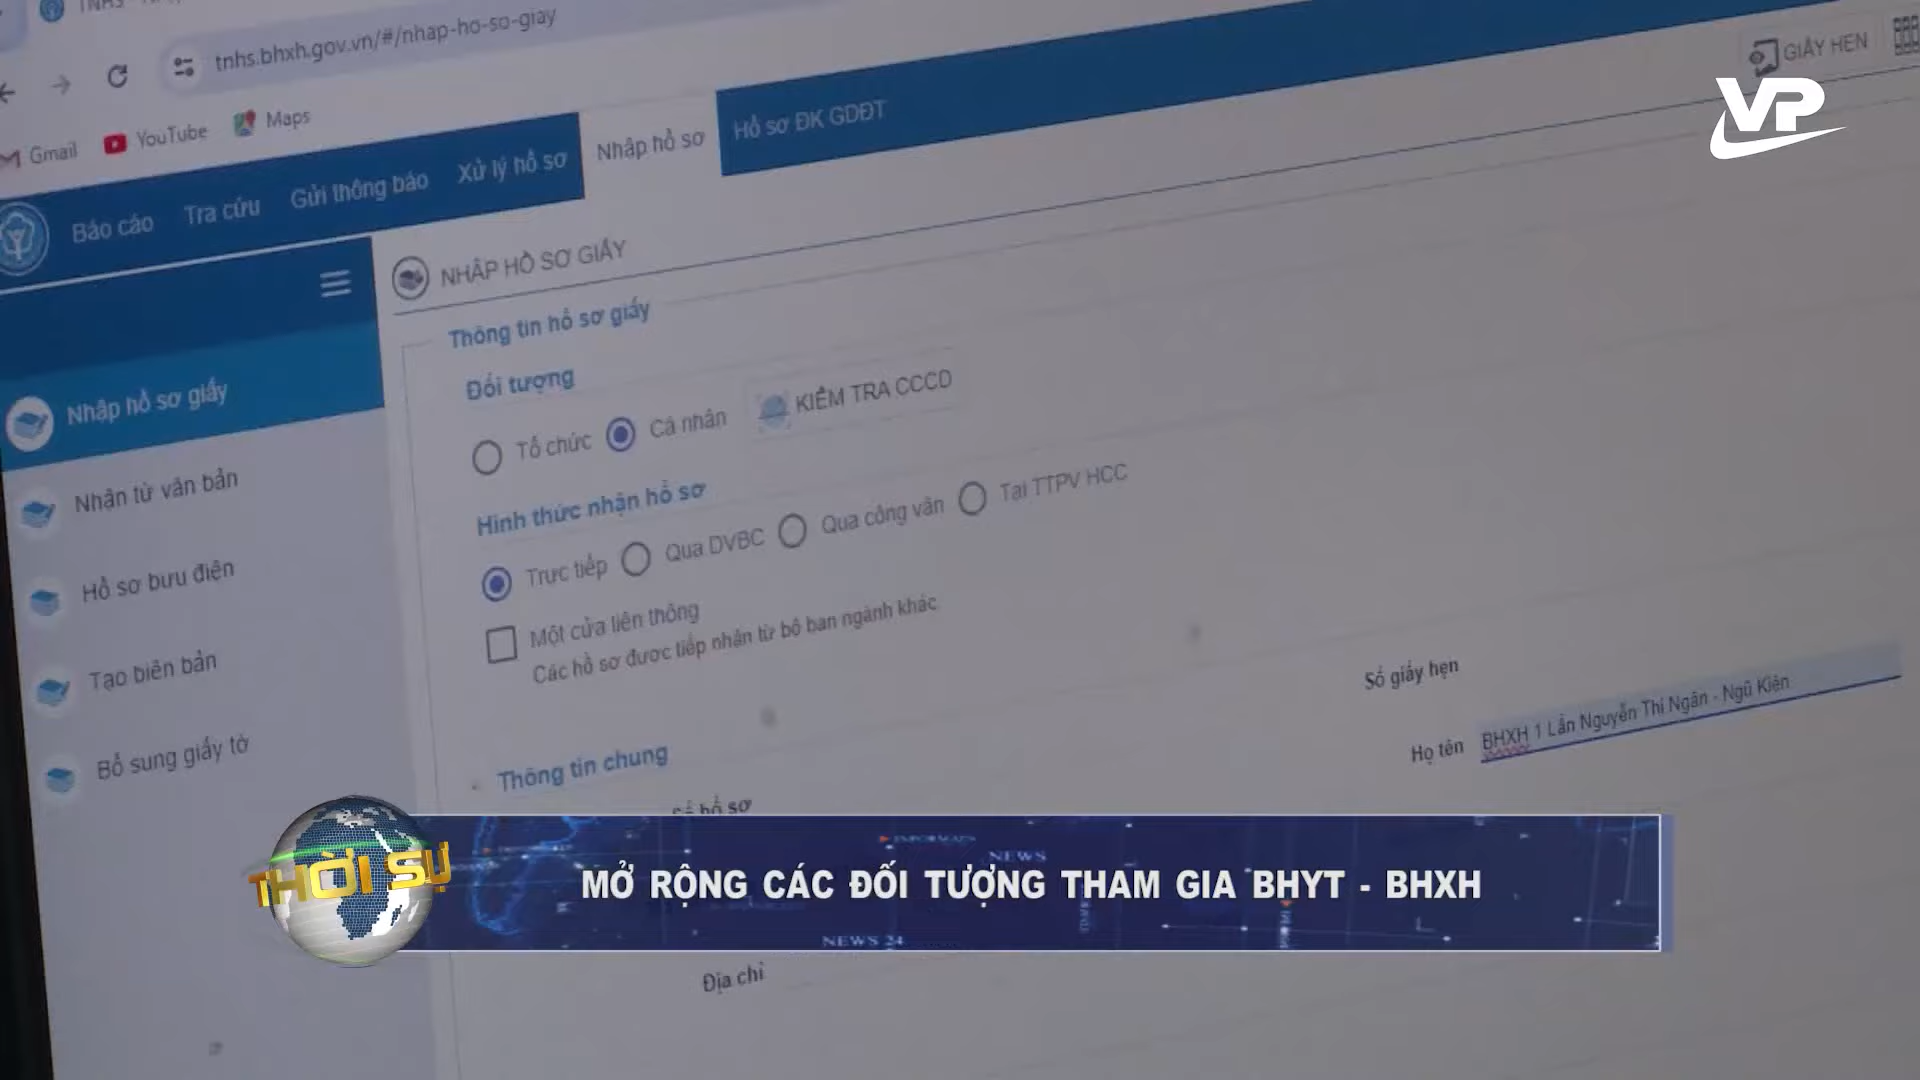 tnhs.bhxh.gov.vn/#/nhap-ho-so-giay
Gmail
YouTube
Maps
GIẤY HẸN
VP
Báo cáo
Tra cứu
Gửi thông báo
Xử lý hồ sơ
Nhập hồ sơ
Hồ sơ ĐK GDĐT
NHẬP HỒ SƠ GIẤY
Thông tin hồ sơ giấy
Đối tượng
Tổ chức
Cá nhân
KIỂM TRA CCCD
Hình thức nhận hồ sơ
Trực tiếp
Qua DVBC
Qua công văn
Tại TTPV HCC
Một cửa liên thông
Các hồ sơ được tiếp nhận từ bộ ban ngành khác
Nhập hồ sơ giấy
Nhận từ văn bản
Hồ sơ bưu điện
Tạo biên bản
Bổ sung giấy tờ
Thông tin chung
Số giấy hẹn
Họ tên
BHXH 1 Lần Nguyễn Thị Ngân - Ngũ Kiên
Số hồ sơ
THỜI SỰ
MỞ RỘNG CÁC ĐỐI TƯỢNG THAM GIA BHYT - BHXH
NEWS
NEWS 24
Địa chỉ